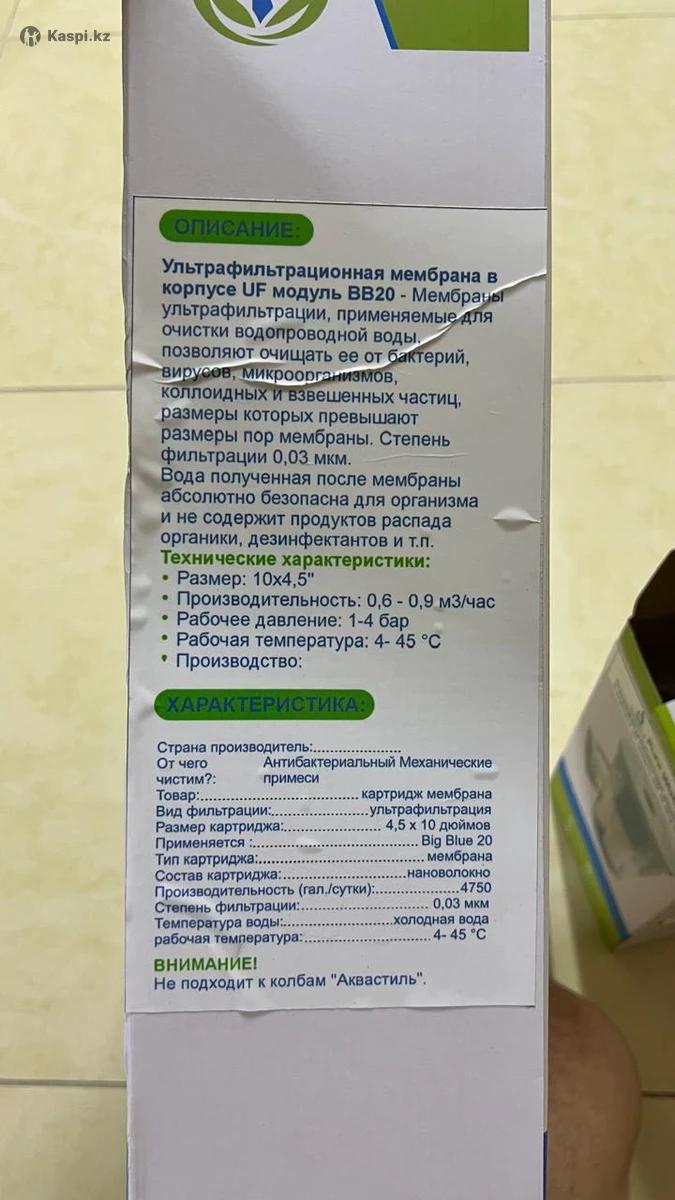 Kaspi.kz
ОПИСАНИЕ:
Ультрафильтрационная мембрана в
корпусе UF модуль BB20 - Мембраны
ультрафильтрации, применяемые для
очистки водопроводной воды,
позволяют очищать ее от бактерий,
вирусов, микроорганизмов,
коллоидных и взвешенных частиц,
размеры которых превышают
размеры пор мембраны. Степень
фильтрации 0,03 мкм.
Вода полученная после мембраны
абсолютно безопасна для организма
и не содержит продуктов распада
органики, дезинфектантов и т.п.
Технические характеристики:
• Размер: 10х4,5"
• Производительность: 0,6 - 0,9 м3/час
• Рабочее давление: 1-4 бар
• Рабочая температура: 4- 45 °C
• Производство:
ХАРАКТЕРИСТИКА:
Страна производитель:....................
От чего Антибактериальный Механические
чистим?: примеси
Товар:.................................... картридж мембрана
Вид фильтрации:......................ультрафильтрация
Размер картриджа:...................... 4,5 x 10 дюймов
Применяется :...................................... Big Blue 20
Тип картриджа:......................................мембрана
Состав картриджа:.............................нановолокно
Производительность (гал./сутки):....................4750
Степень фильтрации:.............................. 0,03 мкм
Температура воды:.........................холодная вода
рабочая температура:............................. 4- 45 °C
ВНИМАНИЕ!
Не подходит к колбам "Аквастиль".